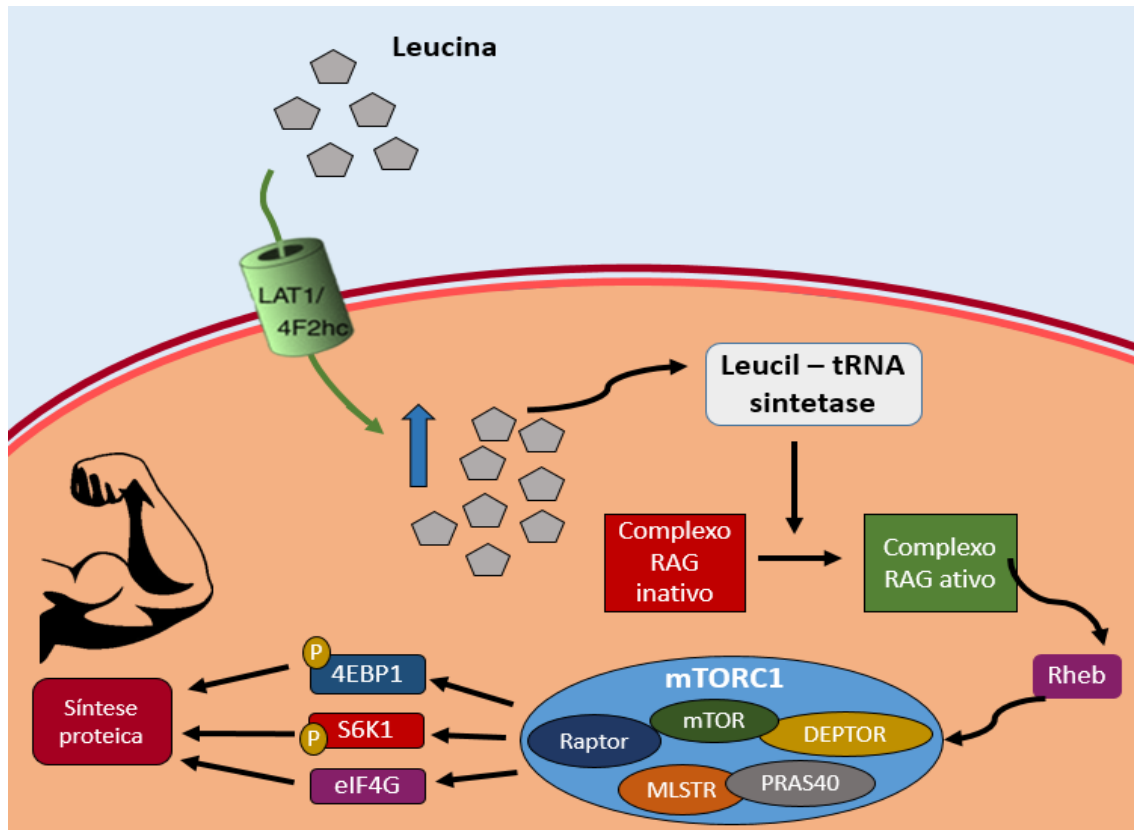 Leucina
LAT1/
4F2hc
Leucil – tRNA
sintetase
Complexo
RAG
inativo
Complexo
RAG ativo
Rheb
mTORC1
mTOR
Raptor
DEPTOR
MLSTR
PRAS40
P
4EBP1
S6K1
P
eIF4G
Síntese
proteica